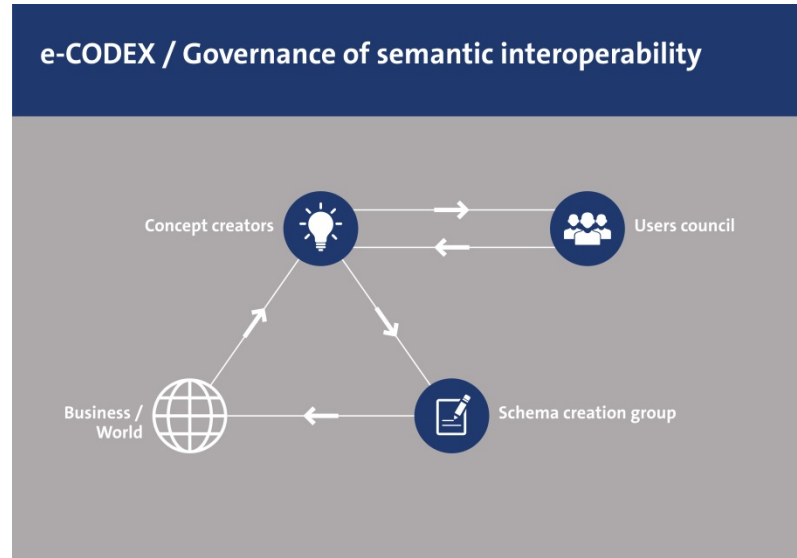 e-CODEX / Governance of semantic interoperability
Concept creators
Users council
Business /
World
Schema creation group